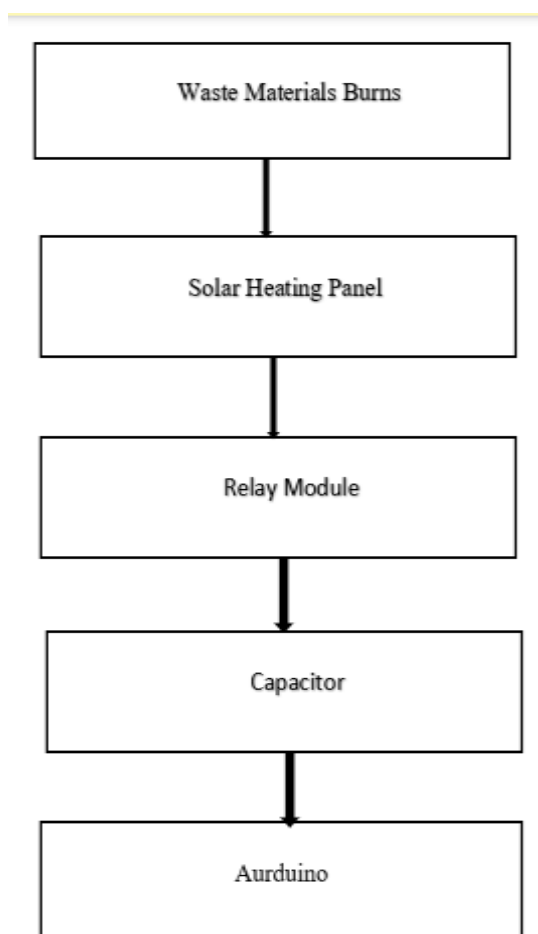 Waste Materials Burns
Solar Heating Panel
Relay Module
Capacitor
Aurduino